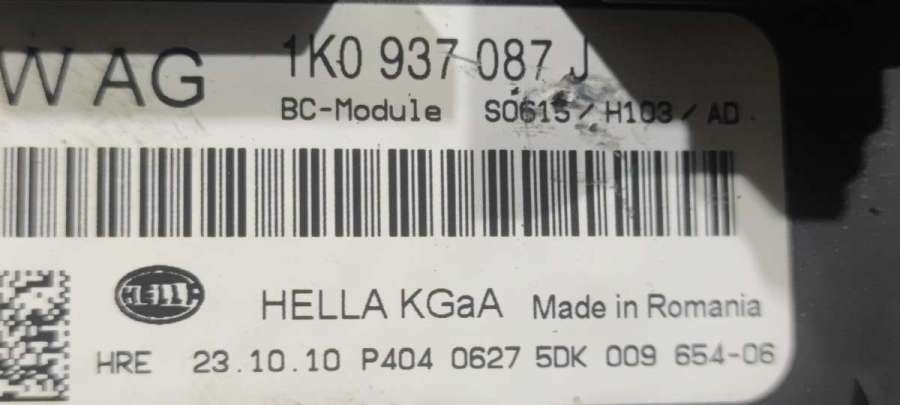 W AG 1K0 937 087 J
BC-Module S0615/H103/AD
HELLA
HELLA KGaA Made in Romania
HRE 23.10.10 P404 0627 5DK 009 654-06